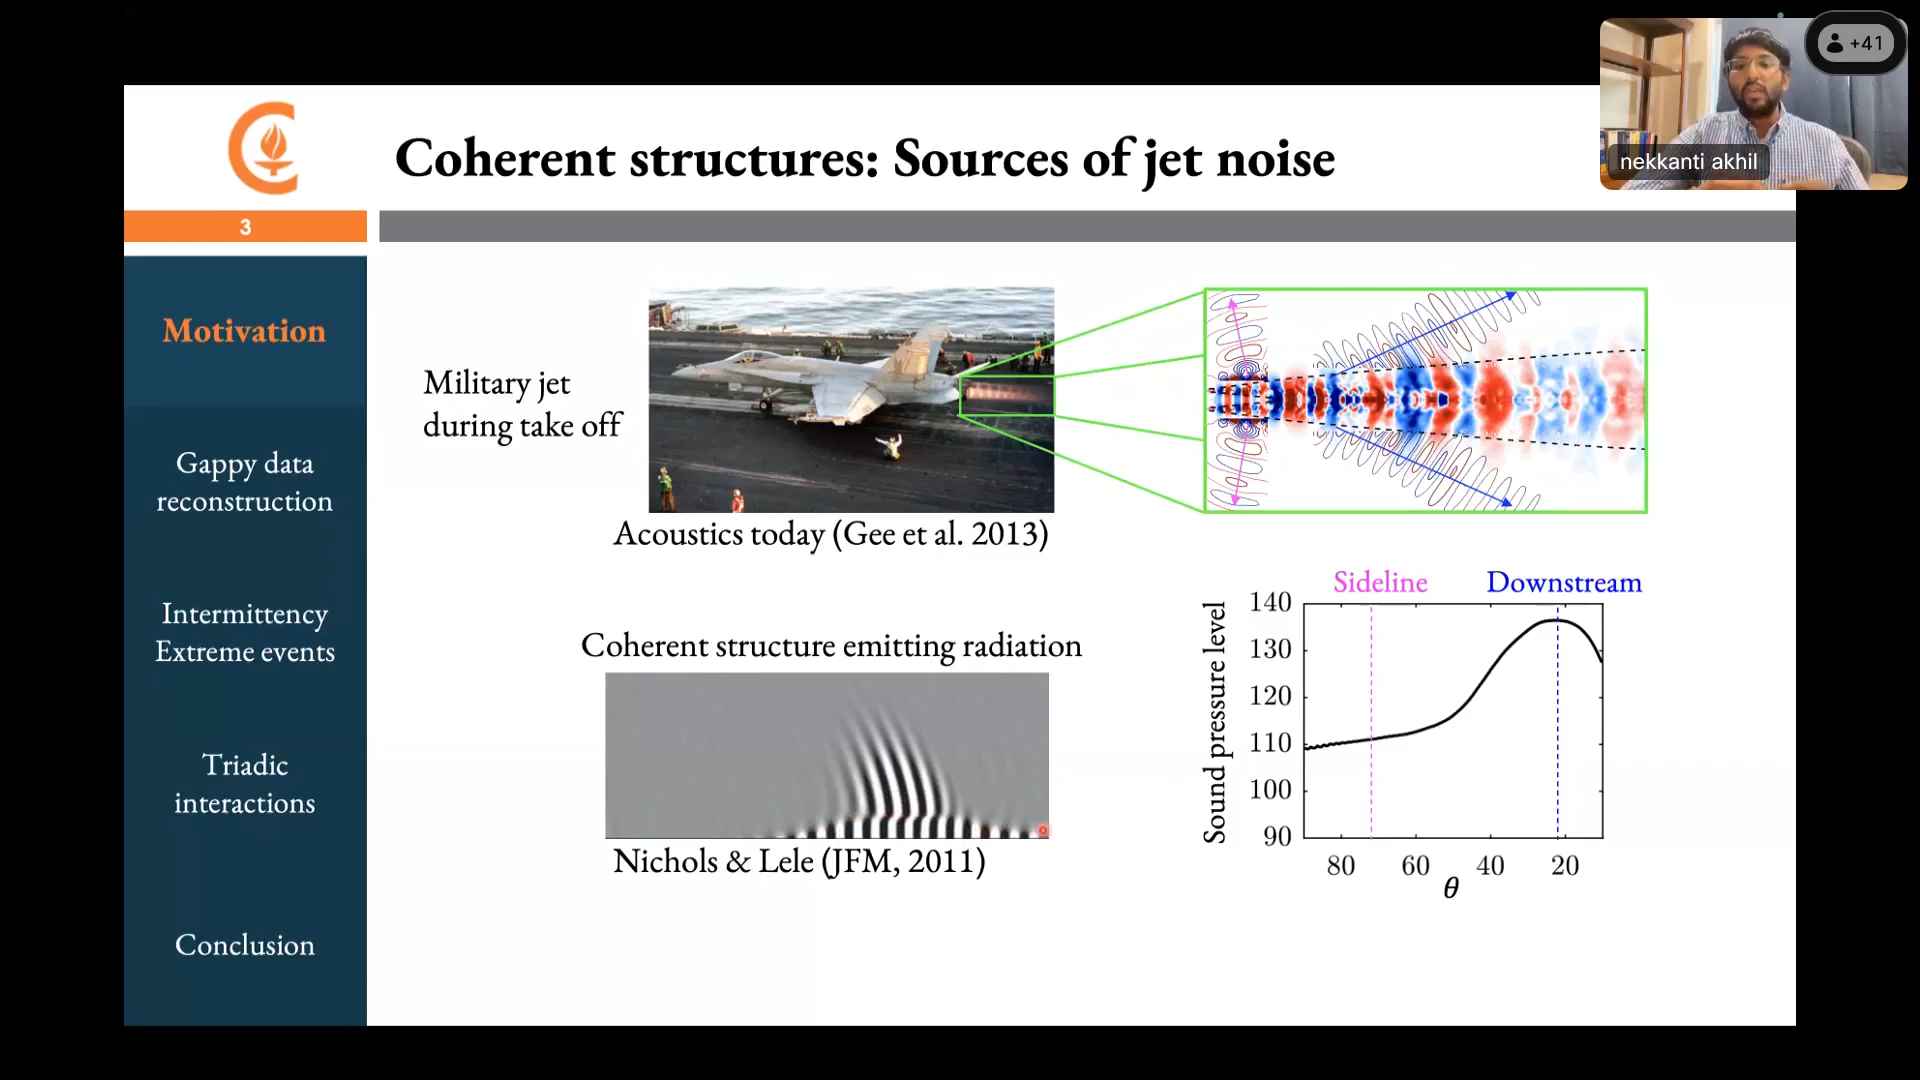 +41
nekkanti akhil
Coherent structures: Sources of jet noise
3
Motivation
Gappy data
reconstruction
Intermittency
Extreme events
Triadic
interactions
Conclusion
Military jet
during take off
Acoustics today (Gee et al. 2013)
Coherent structure emitting radiation
Nichols & Lele (JFM, 2011)
Sideline
Downstream
Sound pressure level
140
130
120
110
100
90
80 60 40 20
θ